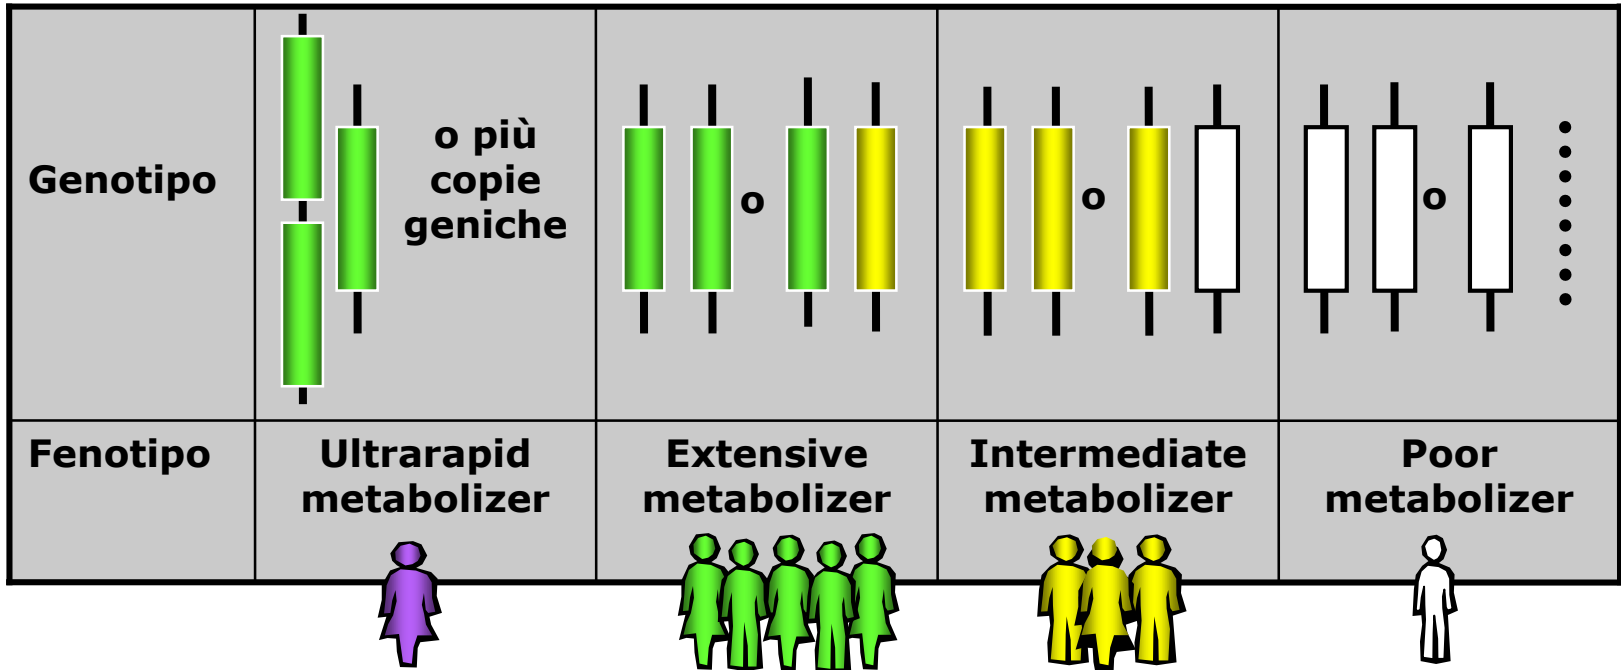 Genotipo
o più
copie
geniche
o
o
o
Fenotipo
Ultrarapid
metabolizer
Extensive
metabolizer
Intermediate
metabolizer
Poor
metabolizer